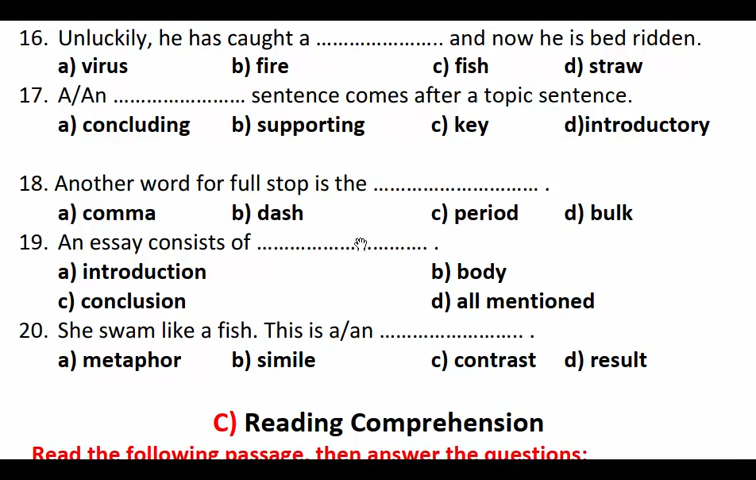 16. Unluckily, he has caught a ………………….. and now he is bed ridden.
a) virus b) fire c) fish d) straw
17. A/An …………………… sentence comes after a topic sentence.
a) concluding b) supporting c) key d)introductory
18. Another word for full stop is the ………………………… .
a) comma b) dash c) period d) bulk
19. An essay consists of …………………………. .
a) introduction b) body
c) conclusion d) all mentioned
20. She swam like a fish. This is a/an …………………….. .
a) metaphor b) simile c) contrast d) result
C) Reading Comprehension
Read the following passage, then answer the questions: